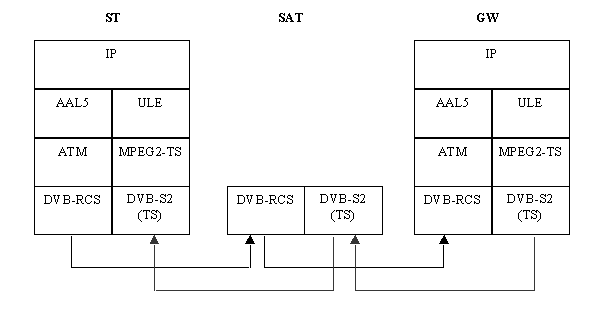 ST SAT GW
IP IP
AAL5 ULE AAL5 ULE
ATM MPEG2-TS ATM MPEG2-TS
DVB-RCS DVB-S2 DVB-RCS DVB-S2 DVB-RCS DVB-S2
(TS) (TS) (TS)